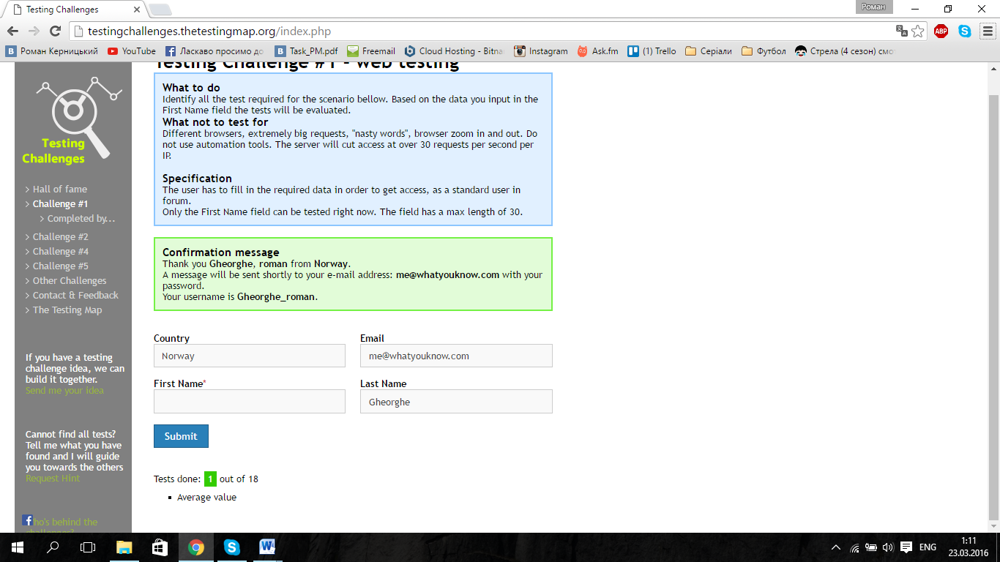 Testing Challenges
Роман
testingchallenges.thetestingmap.org/index.php
Роман Керницький
YouTube
Ласкаво просимо до
Task_PM.pdf
Freemail
Cloud Hosting - Bitna
Instagram
Ask.fm
(1) Trello
Серіали
Футбол
Стрела (4 сезон) смо
Testing Challenge #1 - Web testing
What to do
Identify all the test required for the scenario bellow. Based on the data you input in the
First Name field the tests will be evaluated.
What not to test for
Different browsers, extremely big requests, "nasty words", browser zoom in and out. Do
not use automation tools. The server will cut access at over 30 requests per second per
IP.
Specification
The user has to fill in the required data in order to get access, as a standard user in
forum.
Only the First Name field can be tested right now. The field has a max length of 30.
Confirmation message
Thank you Gheorghe, roman from Norway.
A message will be sent shortly to your e-mail address: me@whatyouknow.com with your
password.
Your username is Gheorghe_roman.
Country
Email
Norway
me@whatyouknow.com
First Name*
Last Name
Gheorghe
Submit
Tests done: 1 out of 18
Average value
Testing
Challenges
Hall of fame
Challenge #1
Completed by...
Challenge #2
Challenge #4
Challenge #5
Other Challenges
Contact & Feedback
The Testing Map
If you have a testing
challenge idea, we can
build it together.
Send me your idea
Cannot find all tests?
Tell me what you have
found and I will guide
you towards the others
Request Hint
ho's behind the
challenges?
ENG
1:11
23.03.2016